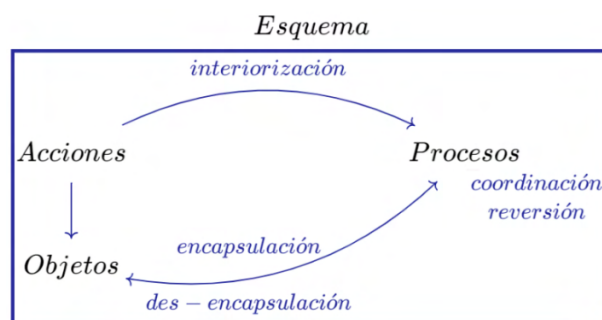 Esquema
interiorización
Acciones
Procesos
coordinación
reversión
encapsulación
Objetos
des − encapsulación